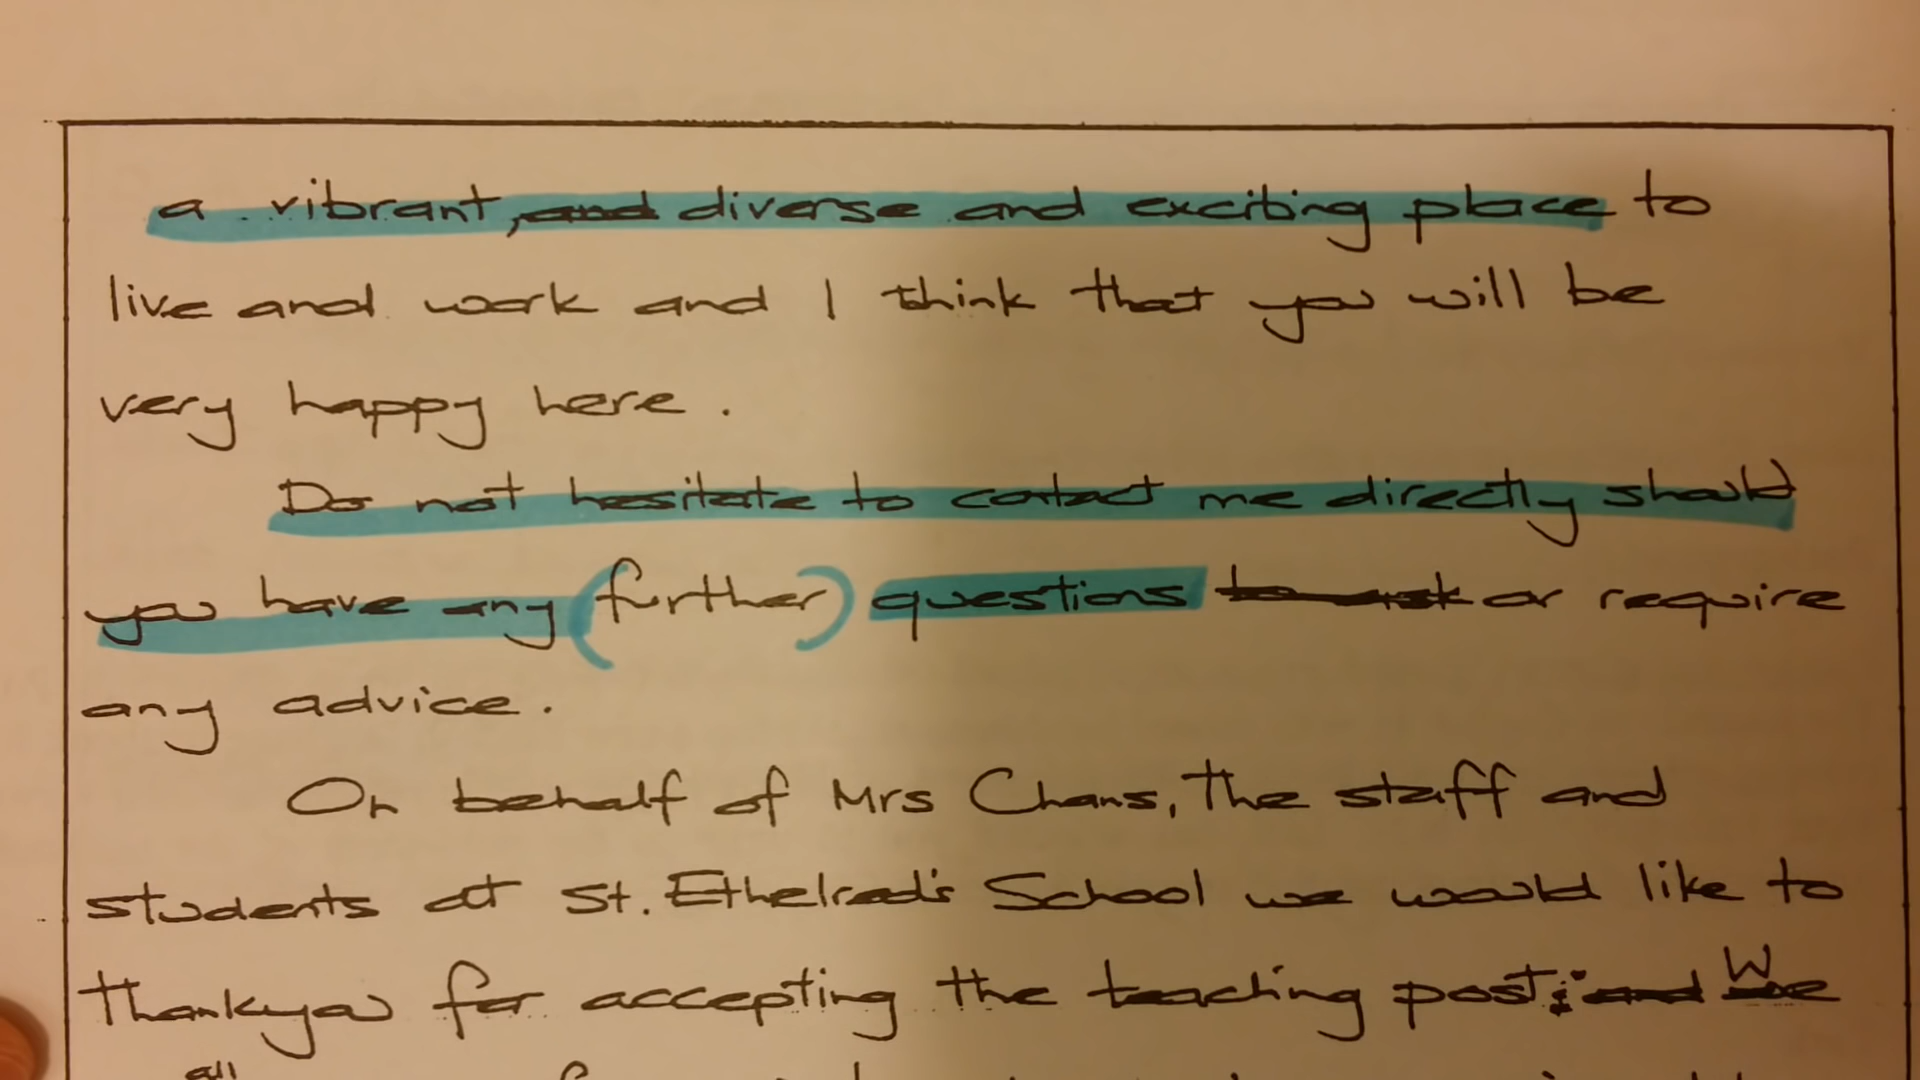 a vibrant, and diverse and exciting place to
live and work and I think that you will be
very happy here.
Do not hesitate to contact me directly should
you have any (further) questions to ask or require
any advice.
On behalf of Mrs Chans, the staff and
students at St. Ethelred's School we would like to
thankyou for accepting the teaching post. and We
all